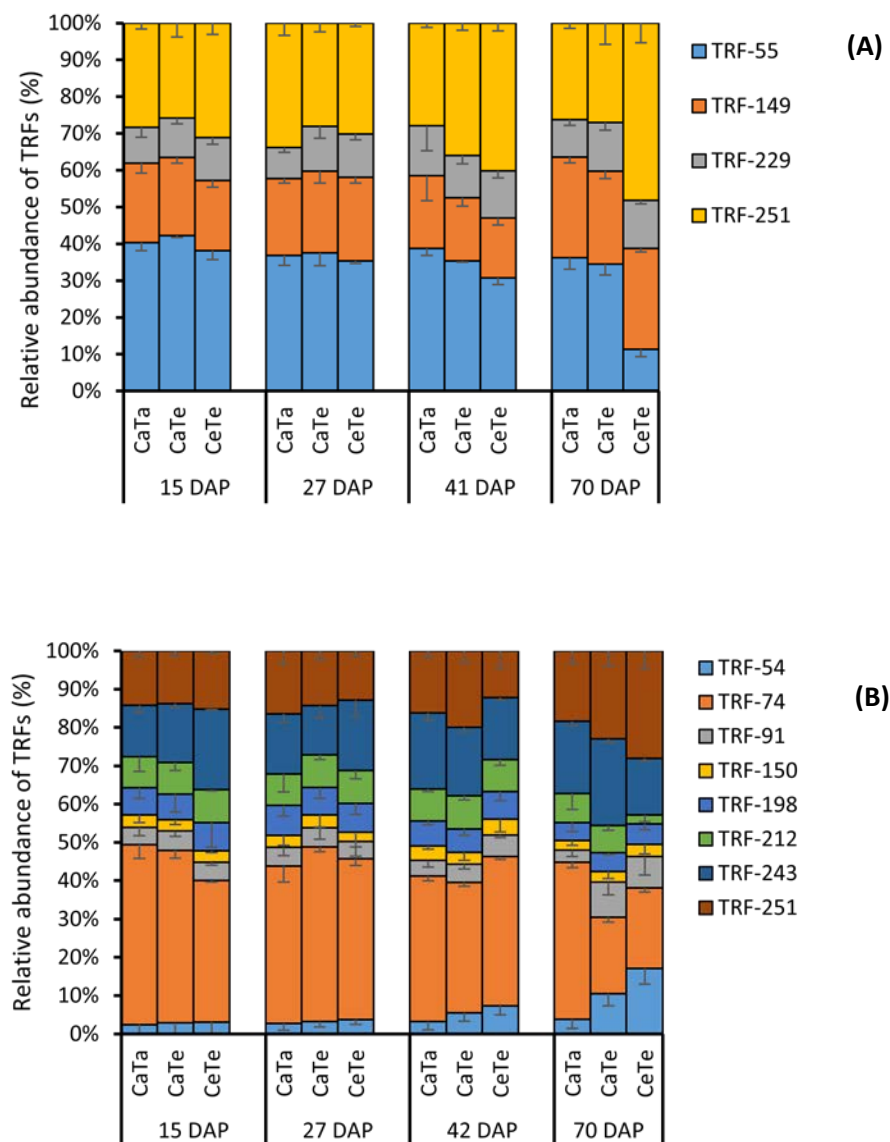 (A)
Relative abundance of TRFs (%)
100%
90%
80%
70%
60%
50%
40%
30%
20%
10%
0%
TRF-55
TRF-149
TRF-229
TRF-251
CaTa CaTe CeTe CaTa CaTe CeTe CaTa CaTe CeTe CaTa CaTe CeTe
15 DAP 27 DAP 41 DAP 70 DAP
(B)
Relative abundance of TRFs (%)
100%
90%
80%
70%
60%
50%
40%
30%
20%
10%
0%
TRF-54
TRF-74
TRF-91
TRF-150
TRF-198
TRF-212
TRF-243
TRF-251
CaTa CaTe CeTe CaTa CaTe CeTe CaTa CaTe CeTe CaTa CaTe CeTe
15 DAP 27 DAP 42 DAP 70 DAP